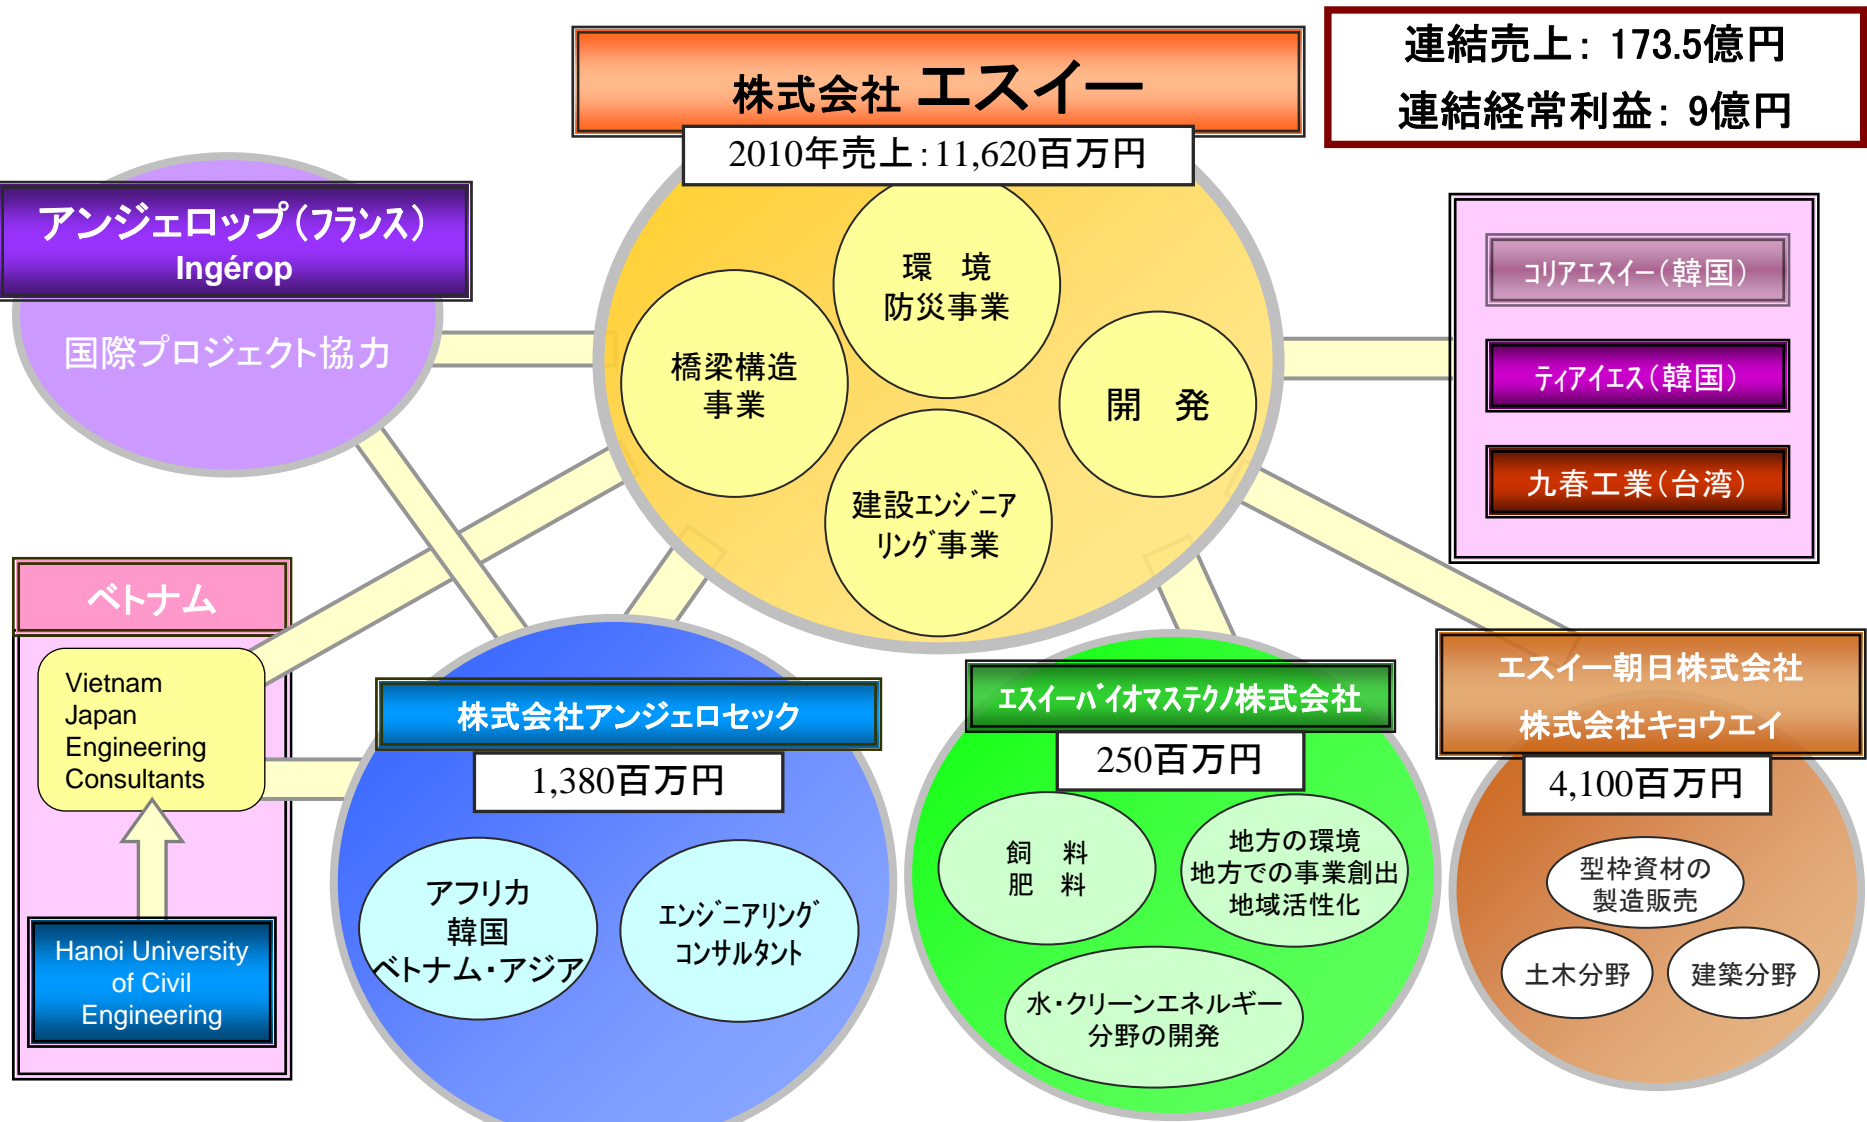 連結売上：173.5億円
連結経常利益：9億円
株式会社 エスイー
2010年売上：11,620百万円
アンジェロップ（フランス）
Ingérop
国際プロジェクト協力
環　境
防災事業
橋梁構造
事業
開　発
建設エンジニア
リング事業
コリアエスイー（韓国）
ティアイエス（韓国）
九春工業（台湾）
ベトナム
Vietnam
Japan
Engineering
Consultants
Hanoi University
of Civil
Engineering
株式会社アンジェロセック
1,380百万円
アフリカ
韓国
ベトナム・アジア
エンジニアリング
コンサルタント
エスイーバイオマステクノ株式会社
250百万円
飼　料
肥　料
地方の環境
地方での事業創出
地域活性化
水・クリーンエネルギー
分野の開発
エスイー朝日株式会社
株式会社キョウエイ
4,100百万円
型枠資材の
製造販売
土木分野
建築分野